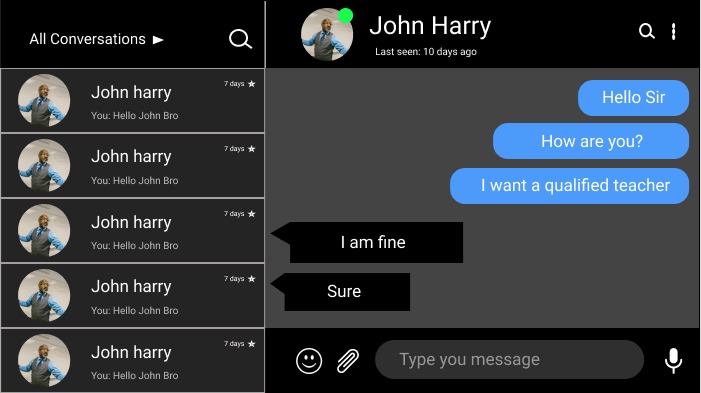 All Conversations ►
John harry
7 days ★
You: Hello John Bro
John harry
7 days ★
You: Hello John Bro
John harry
7 days ★
You: Hello John Bro
John harry
7 days ★
You: Hello John Bro
John harry
7 days ★
You: Hello John Bro
John Harry
Last seen: 10 days ago
Hello Sir
How are you?
I want a qualified teacher
I am fine
Sure
Type you message